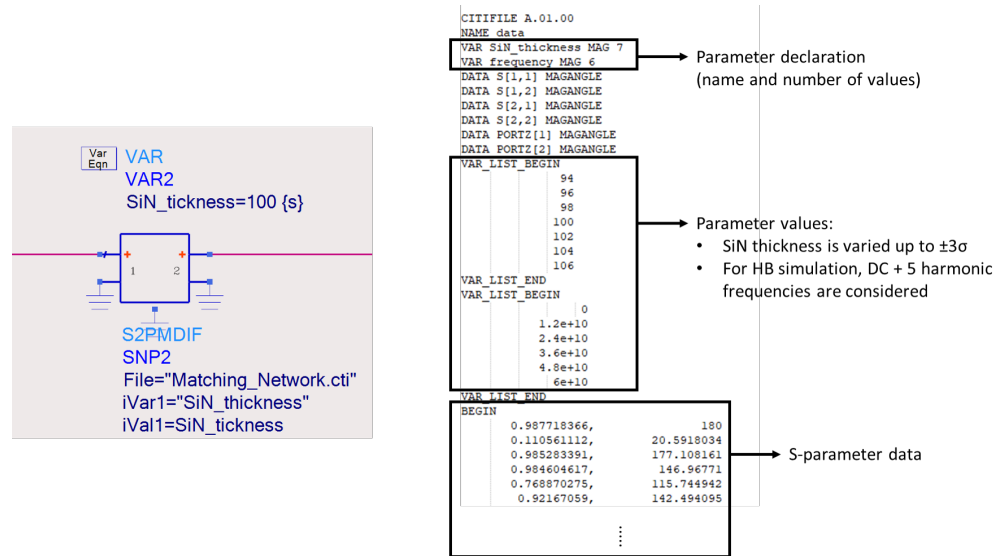 Var
Eqn
VAR
VAR2
SiN_tickness=100 {s}
1
2
S2PMDIF
SNP2
File="Matching_Network.cti"
iVar1="SiN_thickness"
iVal1=SiN_tickness
CITIFILE A.01.00
NAME data
VAR SiN_thickness MAG 7
VAR frequency MAG 6
DATA S[1,1] MAGANGLE
DATA S[1,2] MAGANGLE
DATA S[2,1] MAGANGLE
DATA S[2,2] MAGANGLE
DATA PORTZ[1] MAGANGLE
DATA PORTZ[2] MAGANGLE
VAR_LIST_BEGIN
94
96
98
100
102
104
106
VAR_LIST_END
VAR_LIST_BEGIN
0
1.2e+10
2.4e+10
3.6e+10
4.8e+10
6e+10
VAR_LIST_END
BEGIN
0.987718366, 180
0.110561112, 20.5918034
0.985283391, 177.108161
0.984604617, 146.96771
0.768870275, 115.744942
0.92167059, 142.494095
Parameter declaration
(name and number of values)
Parameter values:
• SiN thickness is varied up to ±3σ
• For HB simulation, DC + 5 harmonic
frequencies are considered
S-parameter data